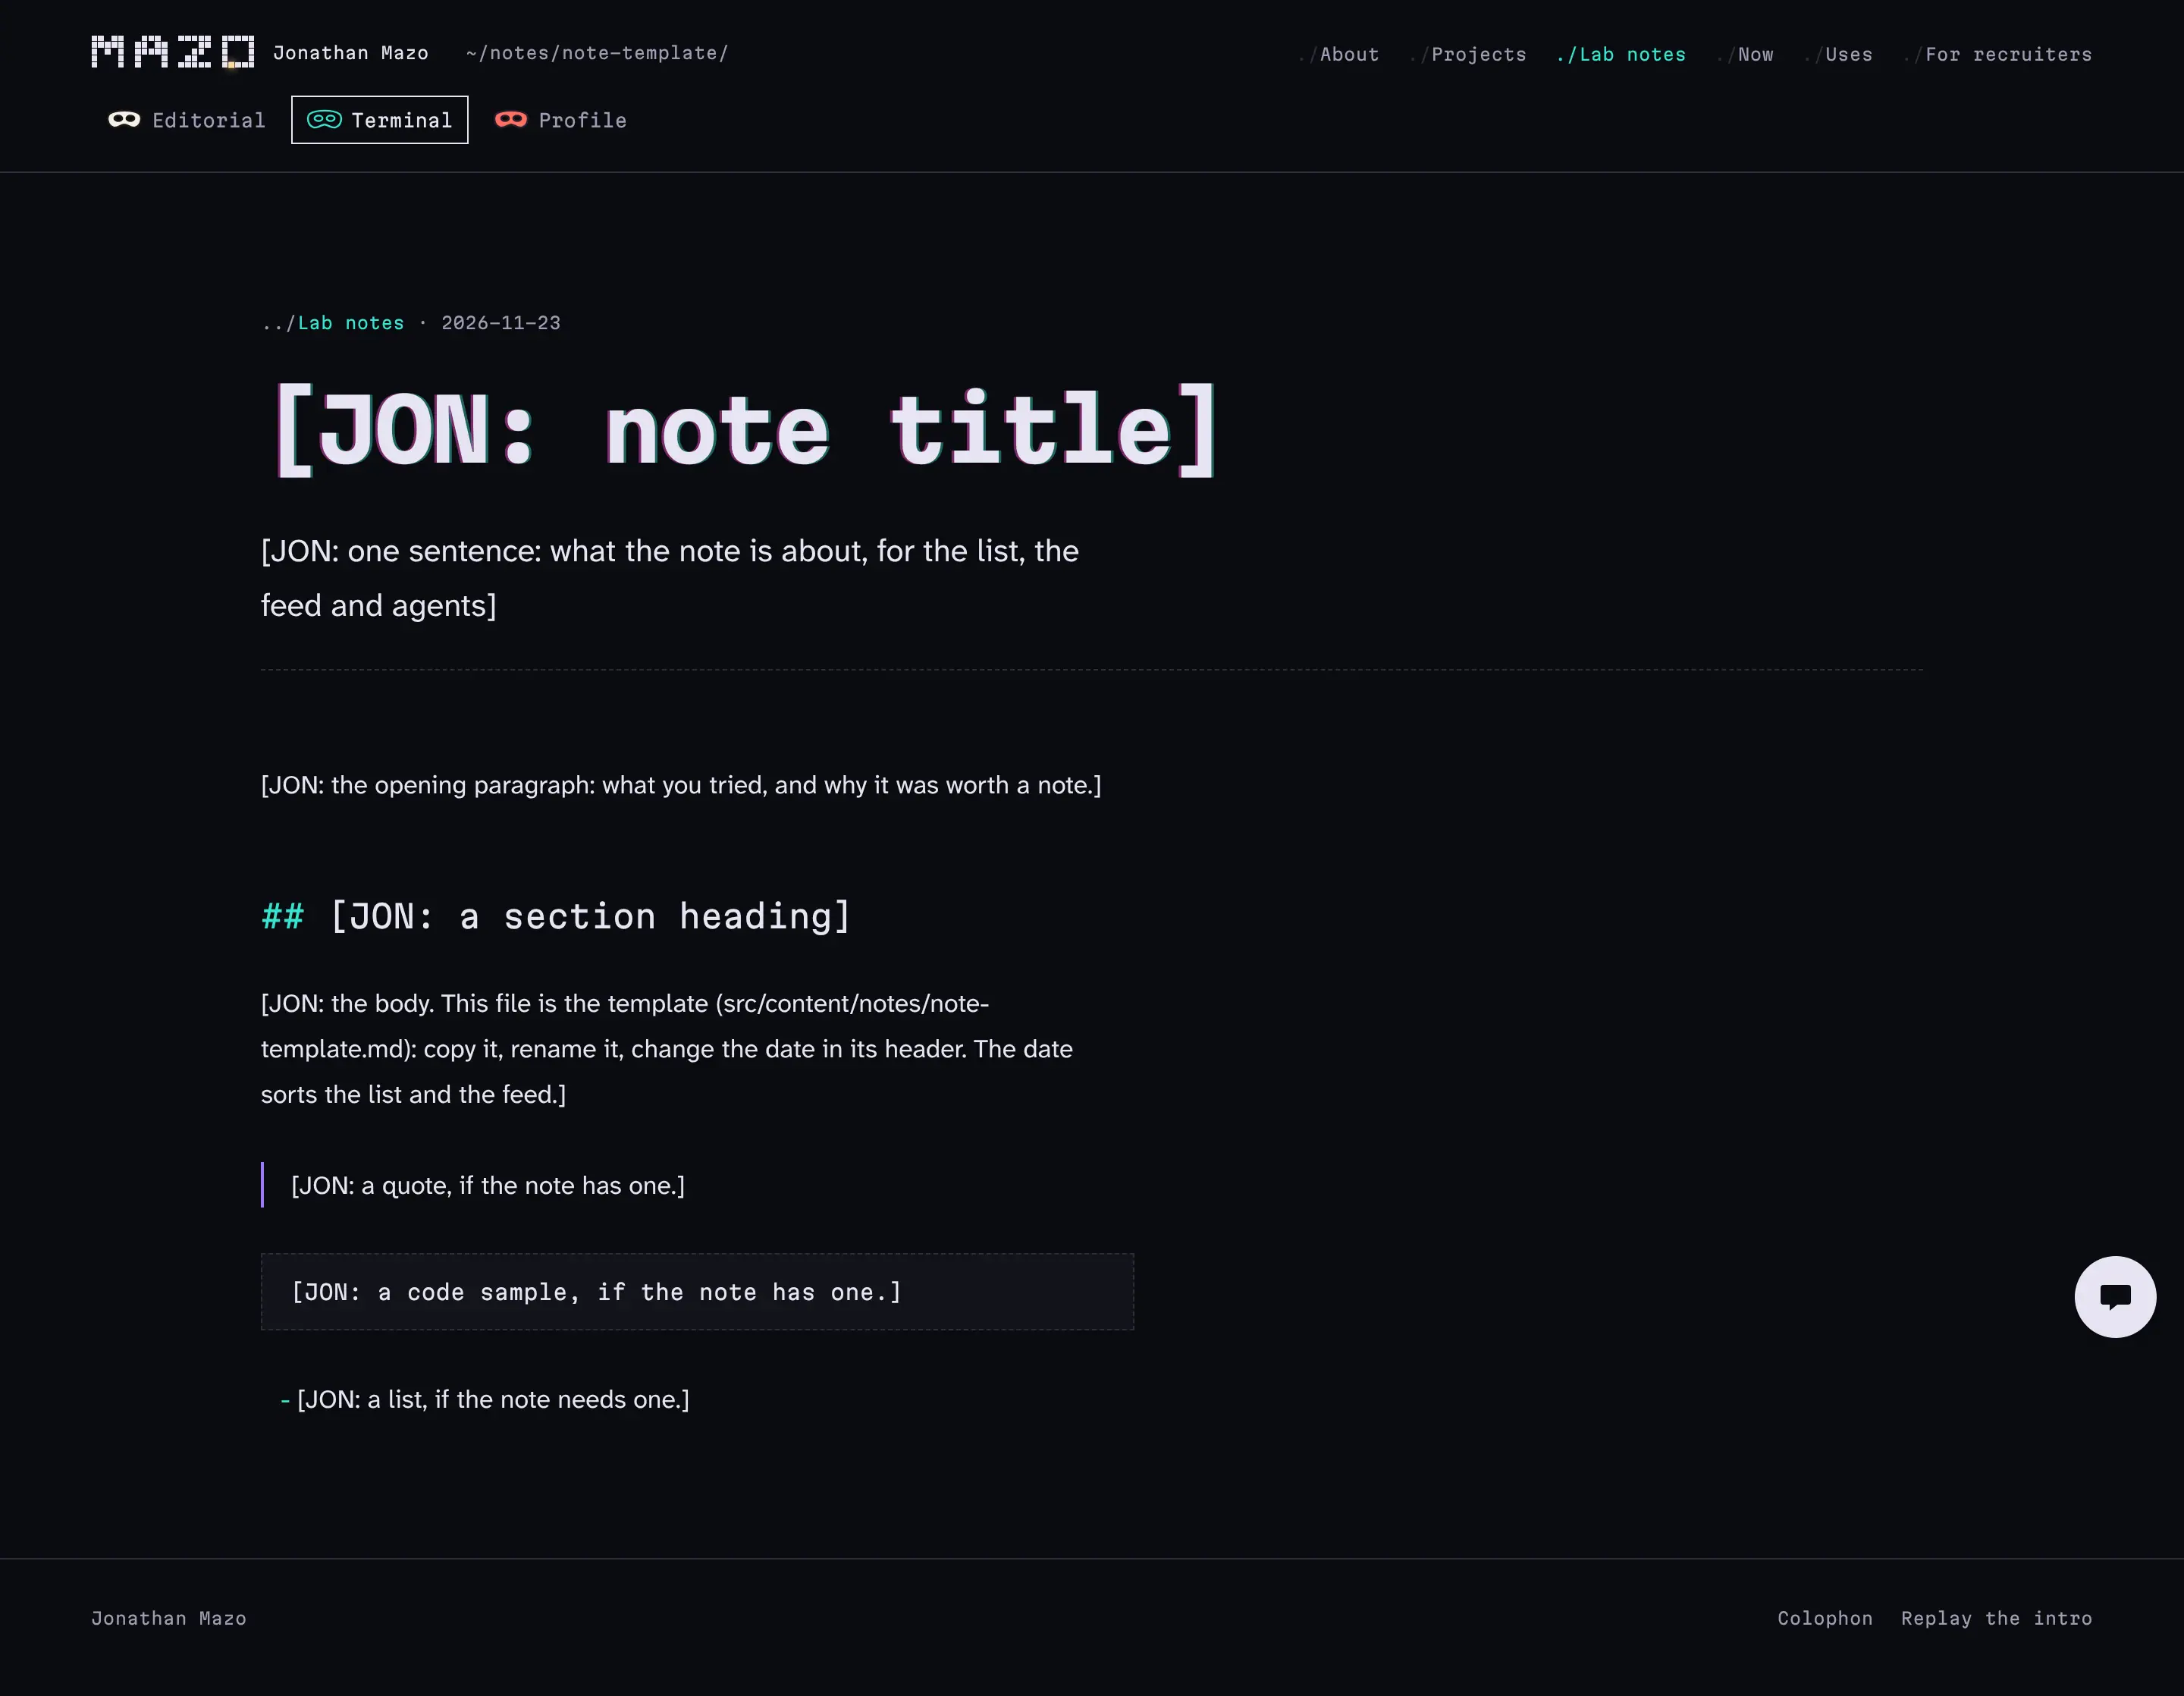 MAZO Jonathan Mazo ~/notes/note-template/
./About ./Projects ./Lab notes ./Now ./Uses ./For recruiters
Editorial Terminal Profile
../Lab notes · 2026-11-23
[JON: note title]
[JON: one sentence: what the note is about, for the list, the
feed and agents]
[JON: the opening paragraph: what you tried, and why it was worth a note.]
## [JON: a section heading]
[JON: the body. This file is the template (src/content/notes/note-
template.md): copy it, rename it, change the date in its header. The date
sorts the list and the feed.]
[JON: a quote, if the note has one.]
[JON: a code sample, if the note has one.]
- [JON: a list, if the note needs one.]
Jonathan Mazo
Colophon Replay the intro